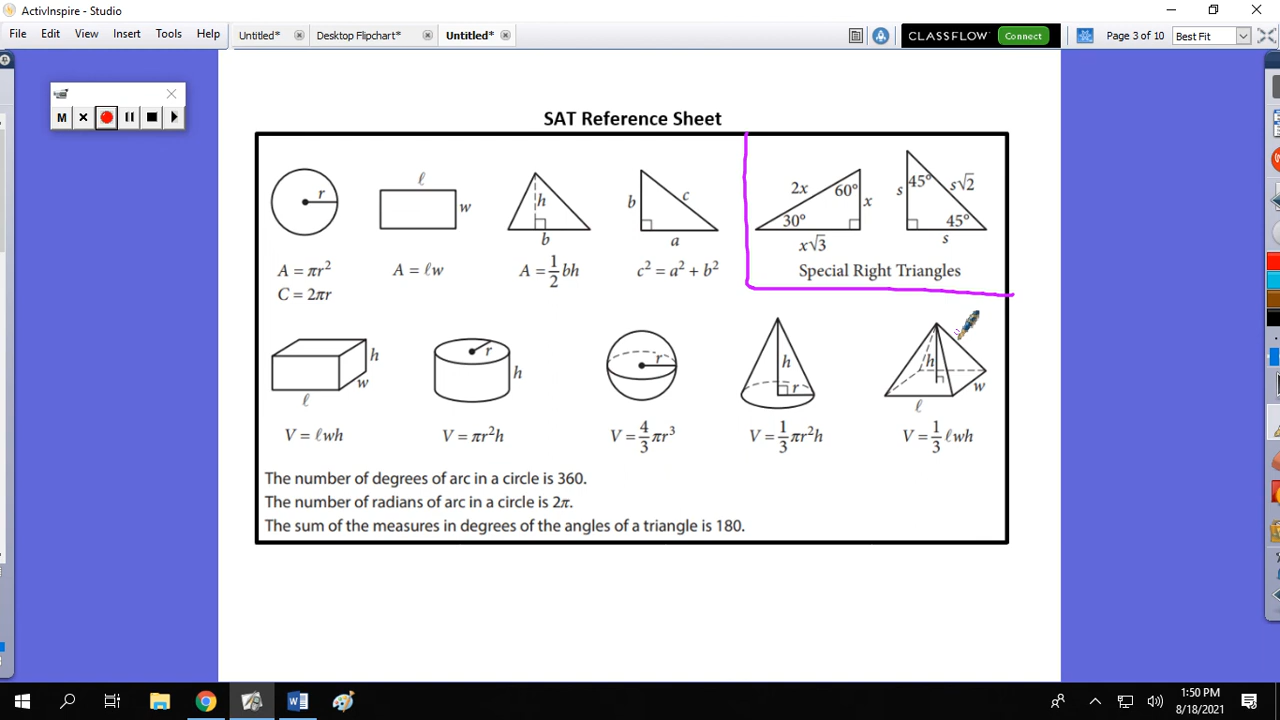 ActivInspire - Studio
File Edit View Insert Tools Help Untitled* Desktop Flipchart* Untitled* CLASSFLOW Connect Page 3 of 10 Best Fit
M
SAT Reference Sheet
r
ℓ
w
h
b
b
c
a
2x
60°
x
30°
x√3
s
45°
s√2
45°
s
A = πr²
C = 2πr
A = ℓw
A = 1/2 bh
c² = a² + b²
Special Right Triangles
h
w
ℓ
r
h
r
h
r
h
w
ℓ
V = ℓwh
V = πr²h
V = 4/3 πr³
V = 1/3 πr²h
V = 1/3 ℓwh
The number of degrees of arc in a circle is 360.
The number of radians of arc in a circle is 2π.
The sum of the measures in degrees of the angles of a triangle is 180.
1:50 PM
8/18/2021